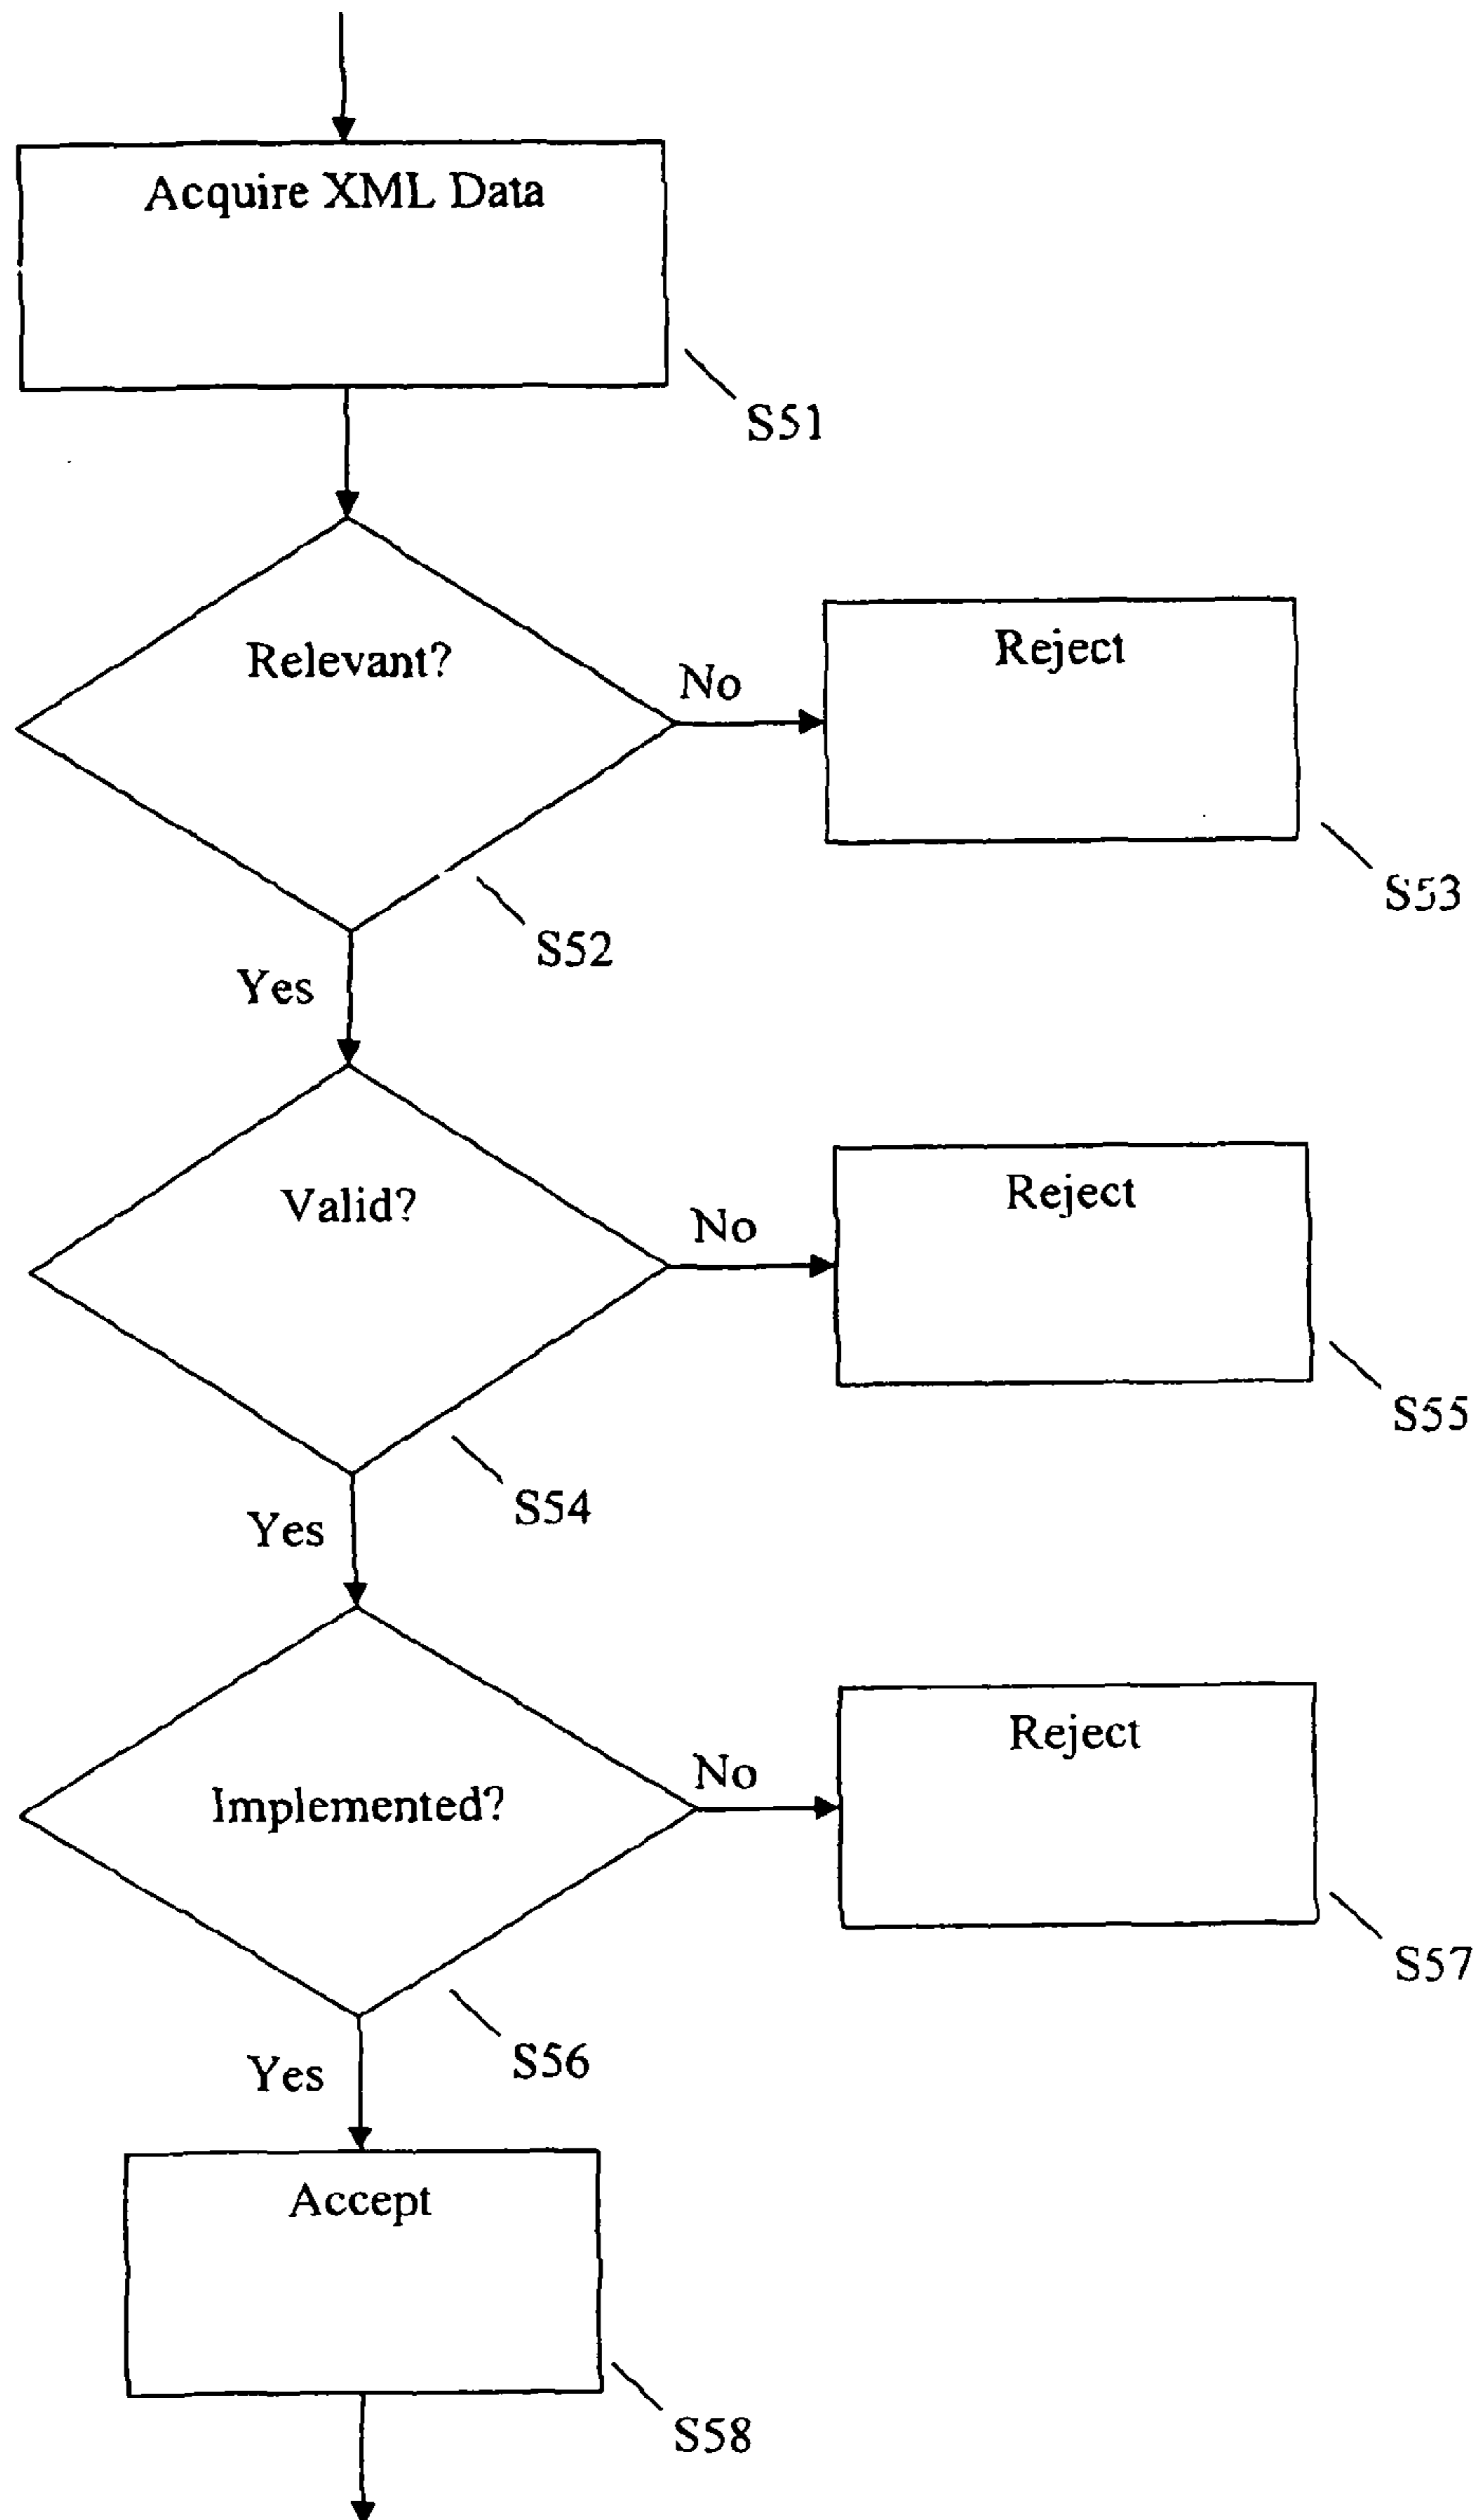 Acquire XML Data
S51
Relevant?
No
Reject
S53
S52
Yes
Valid?
No
Reject
S55
S54
Yes
Implemented?
No
Reject
S57
S56
Yes
Accept
S58